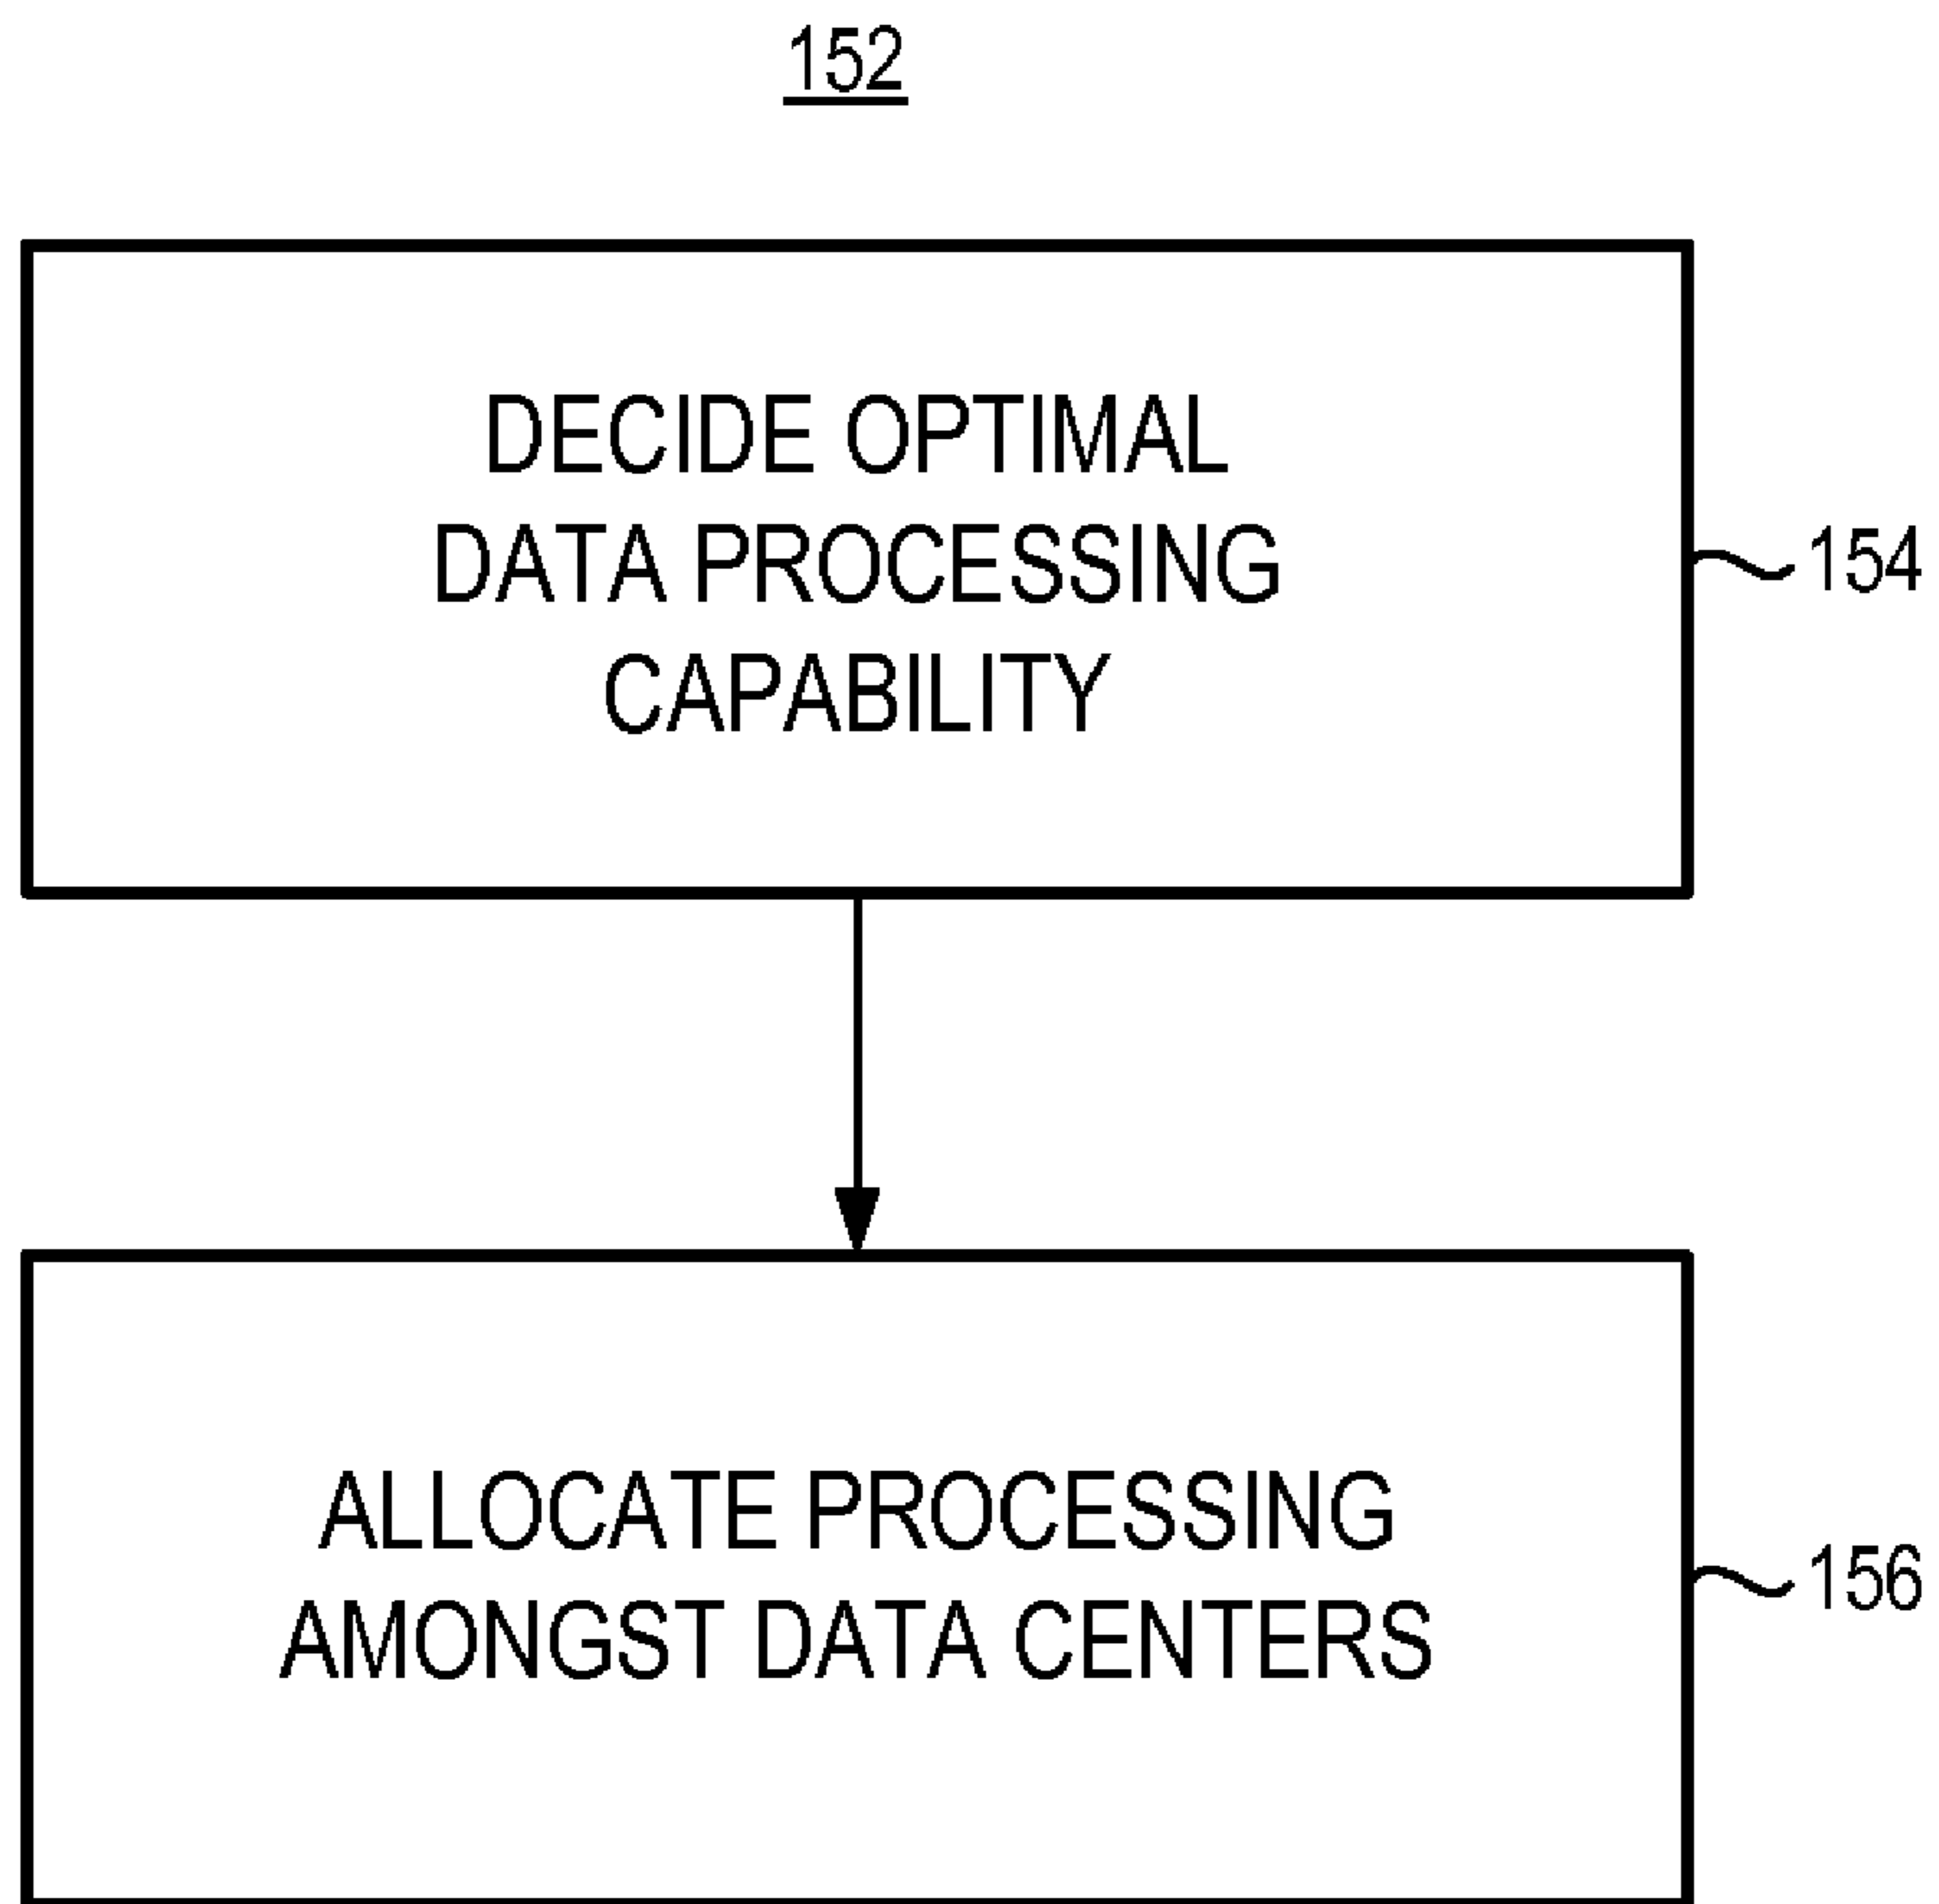 152
DECIDE OPTIMAL
DATA PROCESSING
CAPABILITY
154
ALLOCATE PROCESSING
AMONGST DATA CENTERS
156